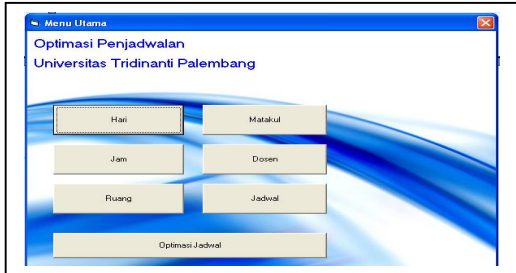 Menu Utama
Optimasi Penjadwalan
Universitas Tridinanti Palembang
Hari Matakul
Jam Dosen
Ruang Jadwal
Optimasi Jadwal